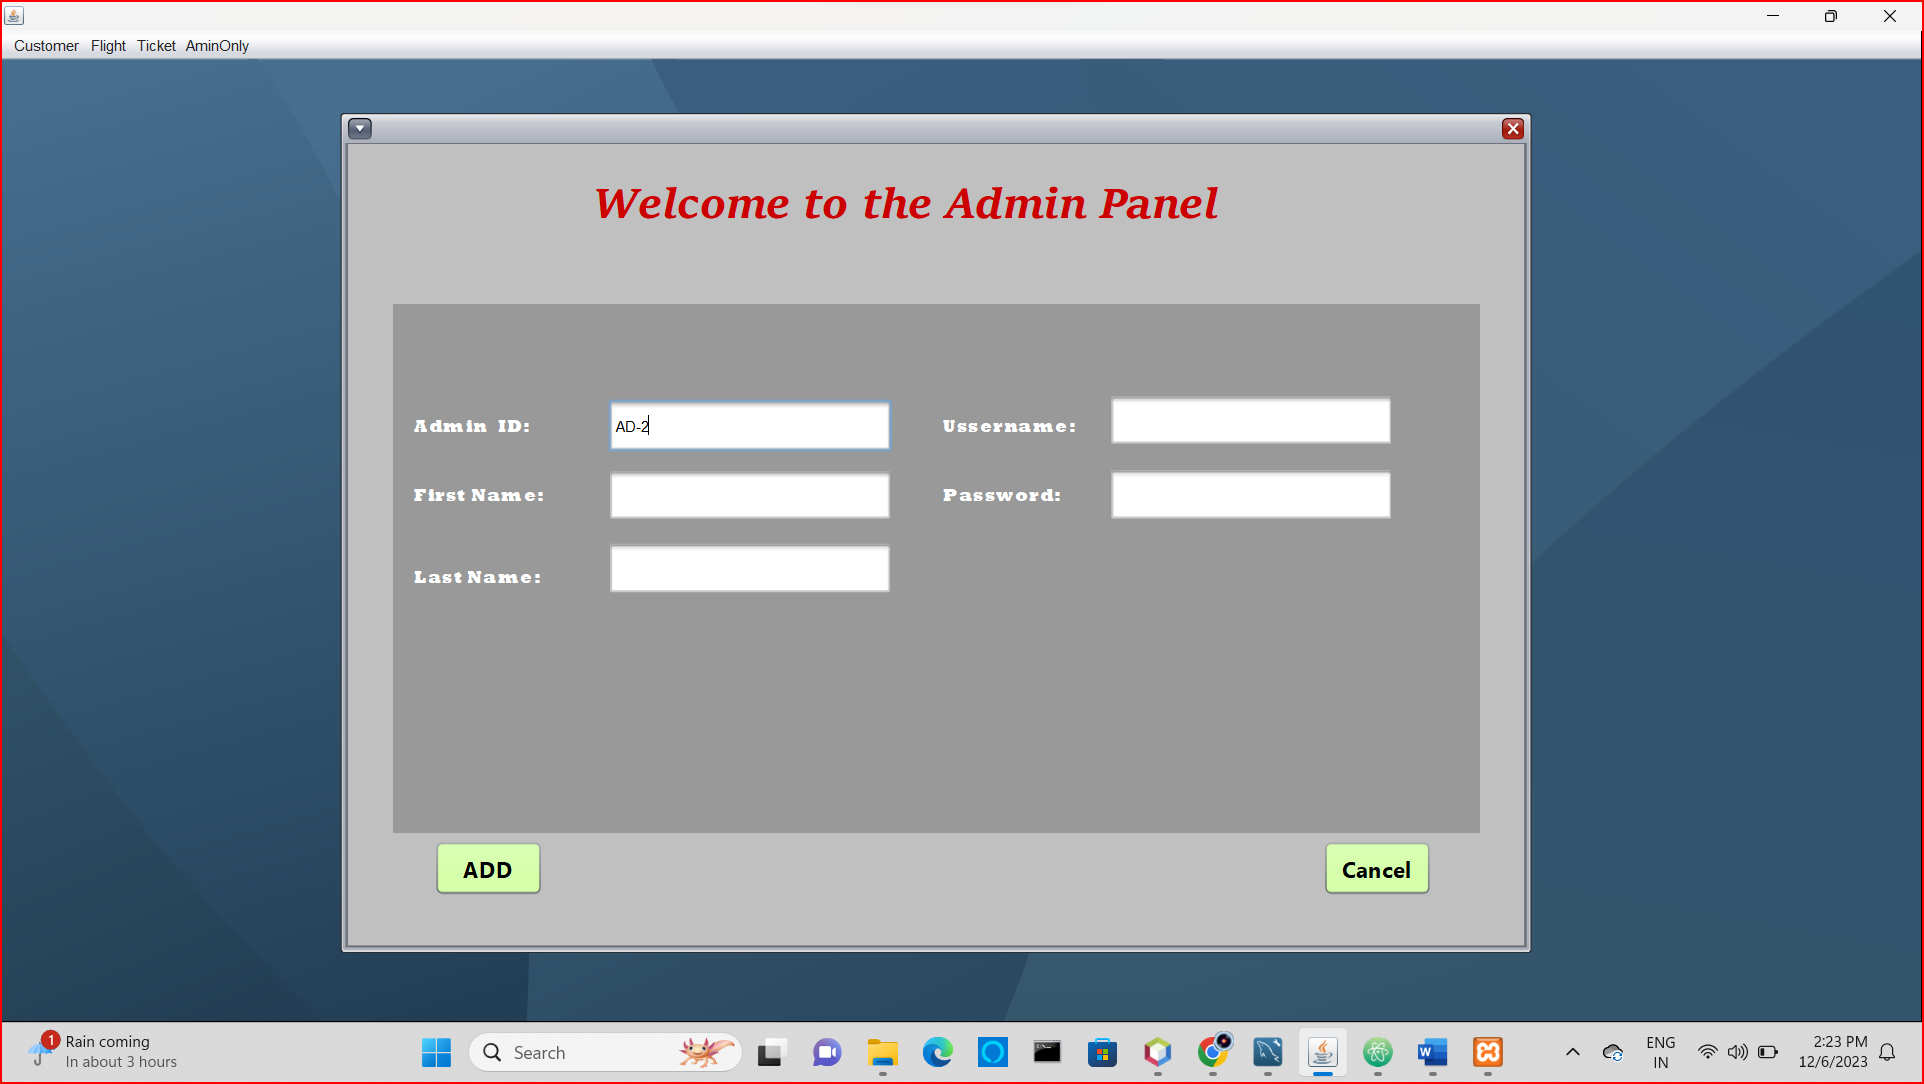 Customer Flight Ticket AminOnly
Welcome to the Admin Panel
Admin ID: AD-2 Ussername:
First Name: Password:
Last Name:
ADD Cancel
1 Rain coming
In about 3 hours
Search
ENG
IN
2:23 PM
12/6/2023